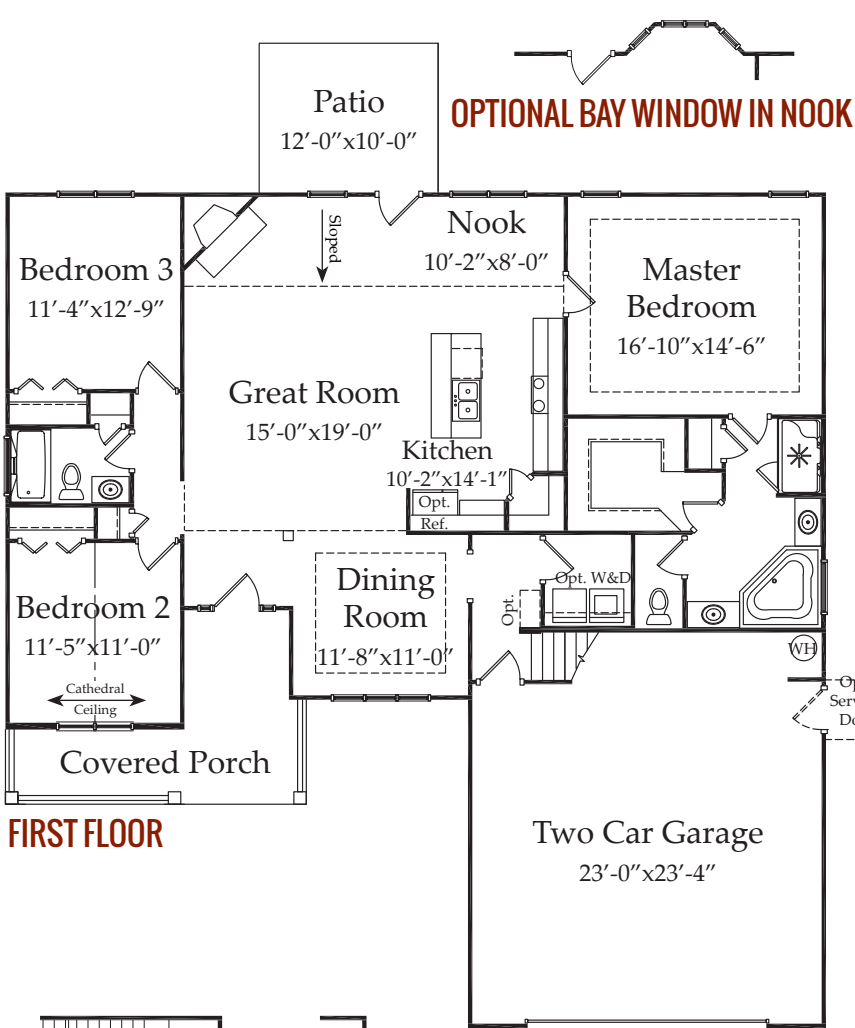 OPTIONAL BAY WINDOW IN NOOK
Patio
12'-0"x10'-0"
Sloped
Nook
10'-2"x8'-0"
Bedroom 3
11'-4"x12'-9"
Master
Bedroom
16'-10"x14'-6"
Great Room
15'-0"x19'-0"
Kitchen
10'-2"x14'-1"
Opt.
Ref.
Dining
Room
11'-8"x11'-0"
Opt.
Opt. W&D
Bedroom 2
11'-5"x11'-0"
Cathedral
Ceiling
WH
Op
Serv
Do
Covered Porch
FIRST FLOOR
Two Car Garage
23'-0"x23'-4"